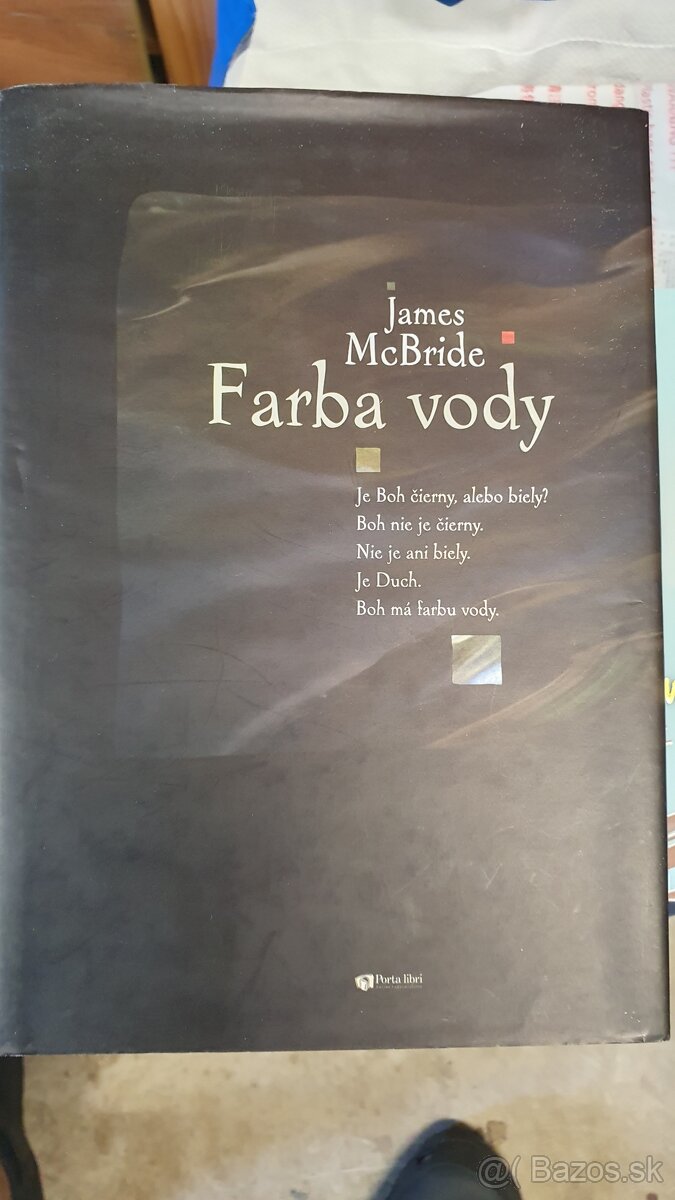 James
McBride
Farba vody
Je Boh čierny, alebo biely?
Boh nie je čierny.
Nie je ani biely.
Je Duch.
Boh má farbu vody.
Porta libri
@( Bazos.sk